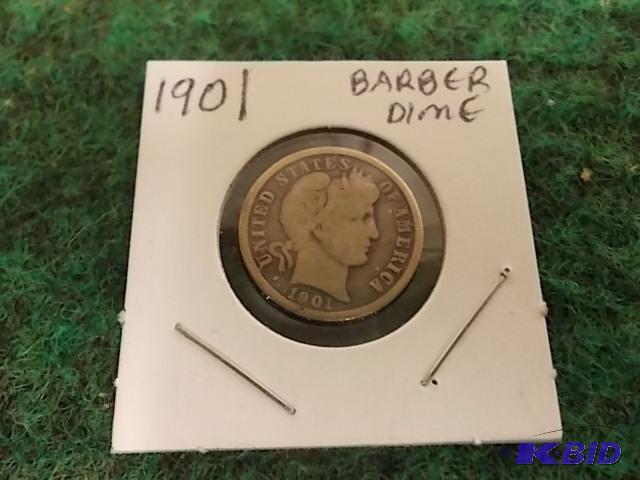 1901 BARBER
DIME
UNITED STATES OF AMERICA
1901
K-BID